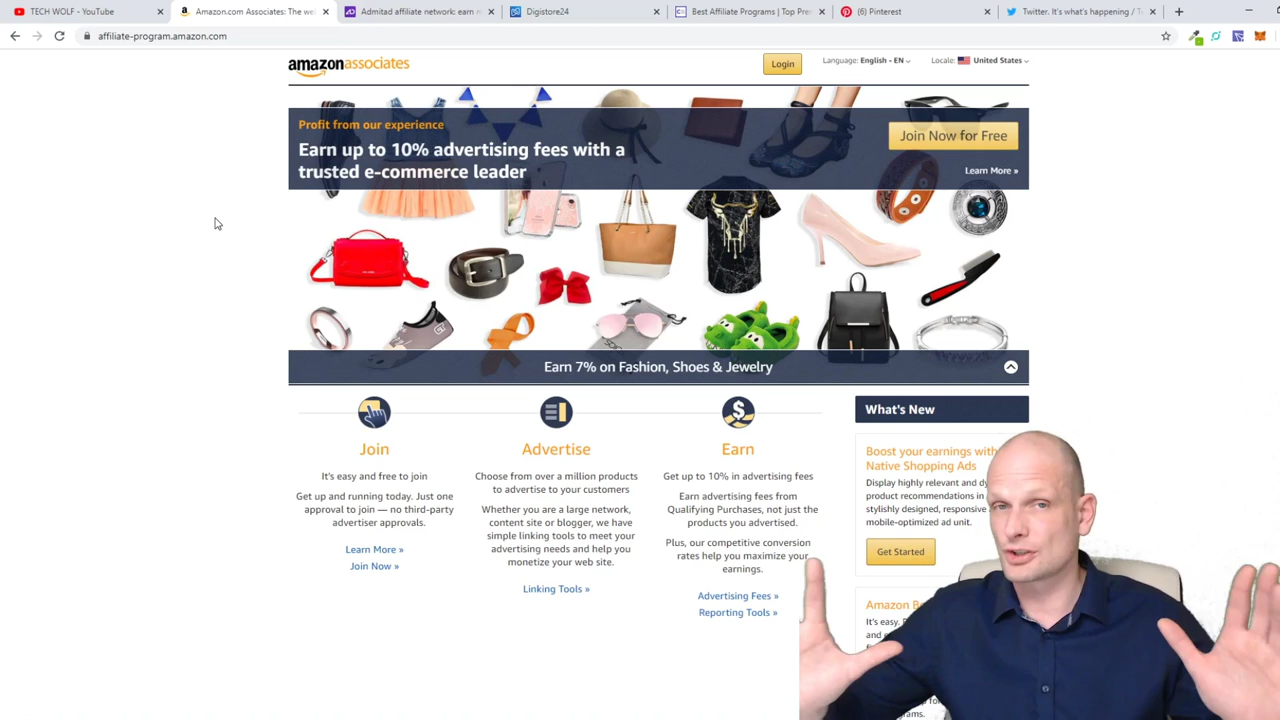 TECH WOLF - YouTube
Amazon.com Associates: The we
Admitad affiliate network: earn m
Digistore24
Best Affiliate Programs | Top Pre
(6) Pinterest
Twitter. It's what's happening / T
affiliate-program.amazon.com
amazonassociates
Login
Language: English - EN
Locale: United States
Profit from our experience
Earn up to 10% advertising fees with a
trusted e-commerce leader
Join Now for Free
Learn More »
Earn 7% on Fashion, Shoes & Jewelry
Join
It's easy and free to join
Get up and running today. Just one
approval to join — no third-party
advertiser approvals.
Learn More »
Join Now »
Advertise
Choose from over a million products
to advertise to your customers
Whether you are a large network,
content site or blogger, we have
simple linking tools to meet your
advertising needs and help you
monetize your web site.
Linking Tools »
Earn
Get up to 10% in advertising fees
Earn advertising fees from
Qualifying Purchases, not just the
products you advertised.
Plus, our competitive conversion
rates help you maximize your
earnings.
Advertising Fees »
Reporting Tools »
What's New
Boost your earnings with
Native Shopping Ads
Display highly relevant and dy
product recommendations in
stylishly designed, responsive
mobile-optimized ad unit.
Get Started
Amazon B
It's easy.
and